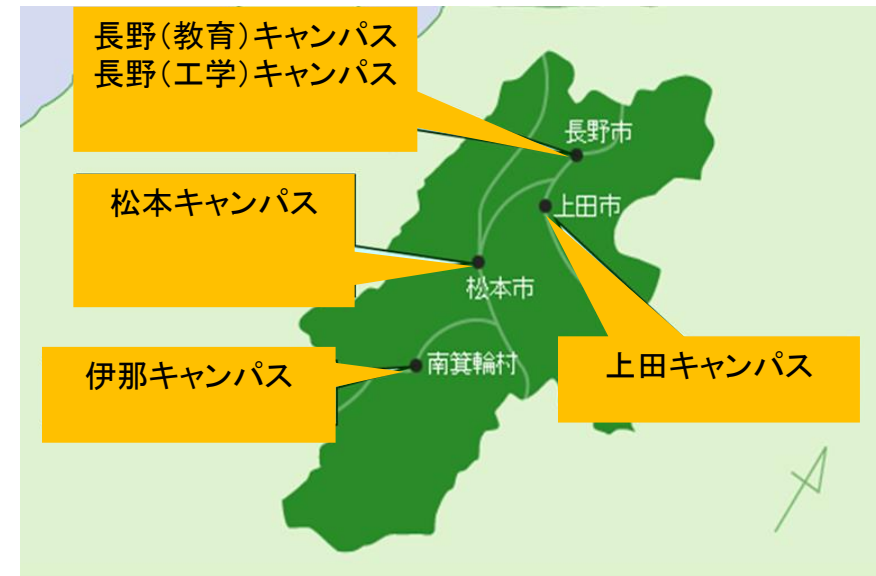 長野（教育）キャンパス
長野（工学）キャンパス
長野市
松本キャンパス
上田市
松本市
伊那キャンパス
南箕輪村
上田キャンパス